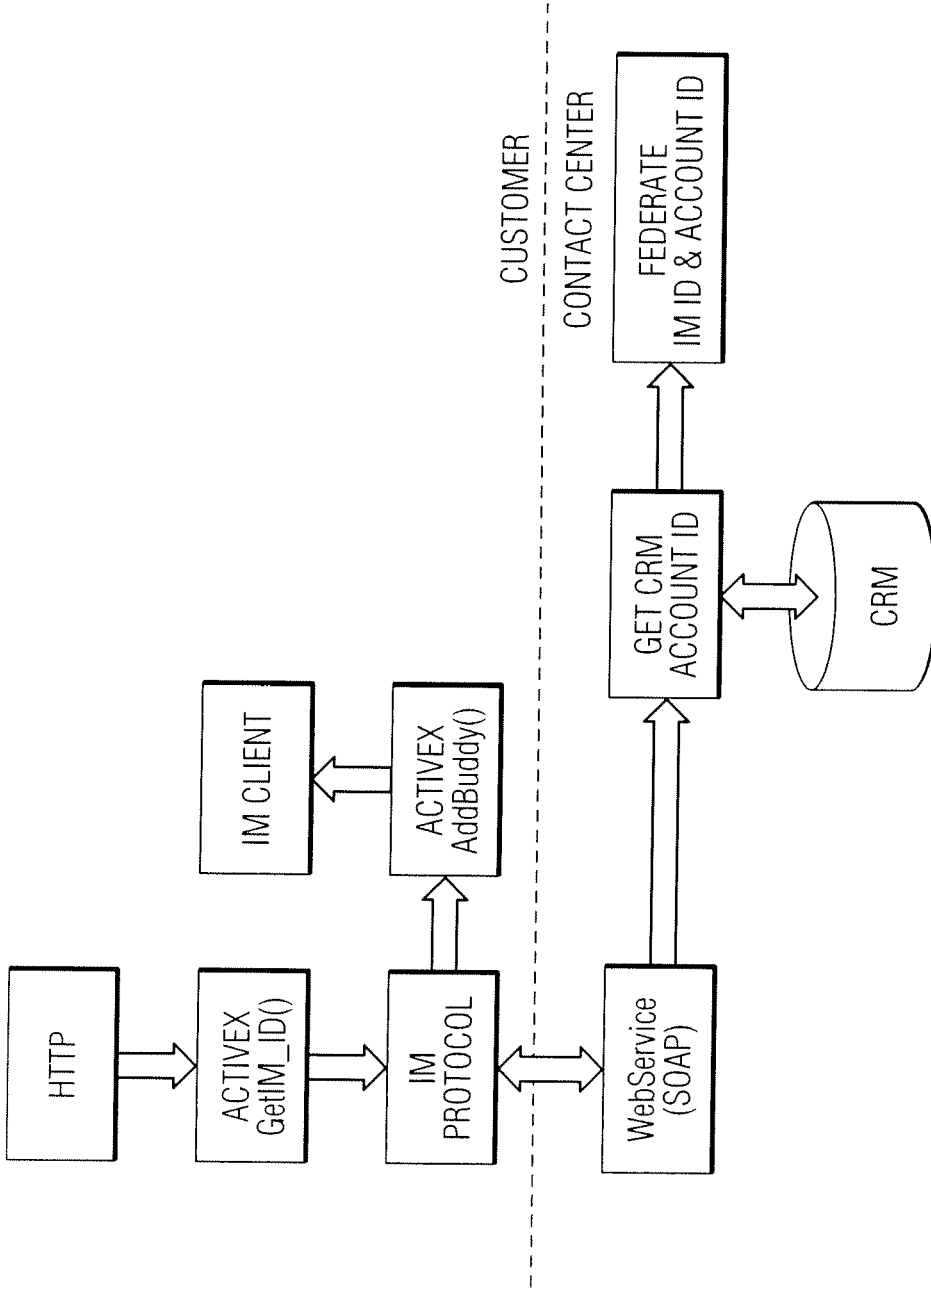 HTTP
ACTIVEX
GetIM_ID()
IM
PROTOCOL
IM CLIENT
ACTIVEX
AddBuddy()
CUSTOMER
CONTACT CENTER
WebService
(SOAP)
GET CRM
ACCOUNT ID
CRM
FEDERATE
IM ID & ACCOUNT ID